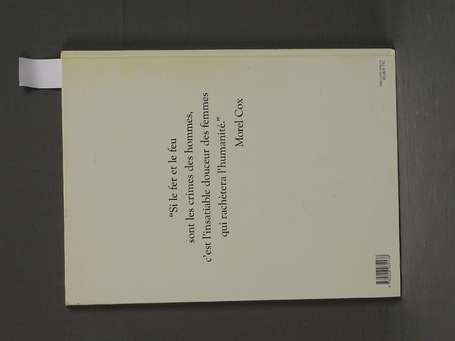 “Si le fer et le feu
sont les crimes des hommes,
c'est l'insatiable douceur des femmes
qui rachètera l'humanité.”
Morel Cox